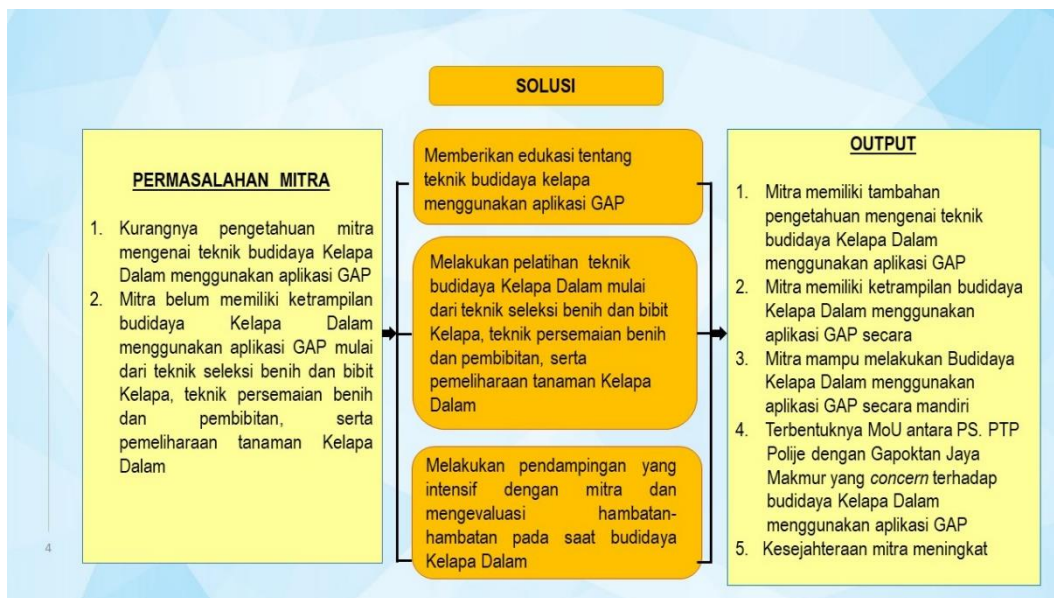 SOLUSI
PERMASALAHAN MITRA
1. Kurangnya pengetahuan mitra
mengenai teknik budidaya Kelapa
Dalam menggunakan aplikasi GAP
2. Mitra belum memiliki ketrampilan
budidaya Kelapa Dalam
menggunakan aplikasi GAP mulai
dari teknik seleksi benih dan bibit
Kelapa, teknik persemaian benih
dan pembibitan, serta
pemeliharaan tanaman Kelapa
Dalam
Memberikan edukasi tentang
teknik budidaya kelapa
menggunakan aplikasi GAP
Melakukan pelatihan teknik
budidaya Kelapa Dalam mulai
dari teknik seleksi benih dan bibit
Kelapa, teknik persemaian benih
dan pembibitan, serta
pemeliharaan tanaman Kelapa
Dalam
Melakukan pendampingan yang
intensif dengan mitra dan
mengevaluasi hambatan-
hambatan pada saat budidaya
Kelapa Dalam
OUTPUT
1. Mitra memiliki tambahan
pengetahuan mengenai teknik
budidaya Kelapa Dalam
menggunakan aplikasi GAP
2. Mitra memiliki ketrampilan budidaya
Kelapa Dalam menggunakan
aplikasi GAP secara
3. Mitra mampu melakukan Budidaya
Kelapa Dalam menggunakan
aplikasi GAP secara mandiri
4. Terbentuknya MoU antara PS. PTP
Polije dengan Gapoktan Jaya
Makmur yang concern terhadap
budidaya Kelapa Dalam
menggunakan aplikasi GAP
5. Kesejahteraan mitra meningkat
4